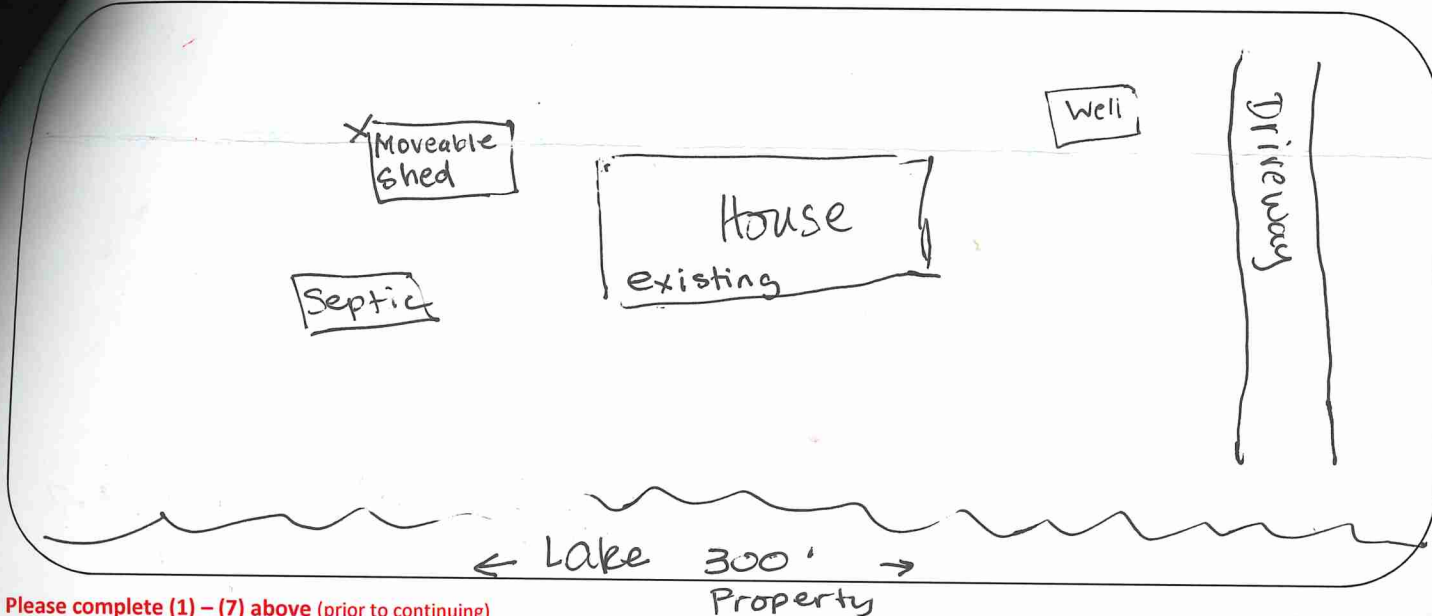 Well
Driveway
X Moveable
Shed
House
existing
Septic
← Lake 300' →
Property
Please complete (1) – (7) above (prior to continuing)